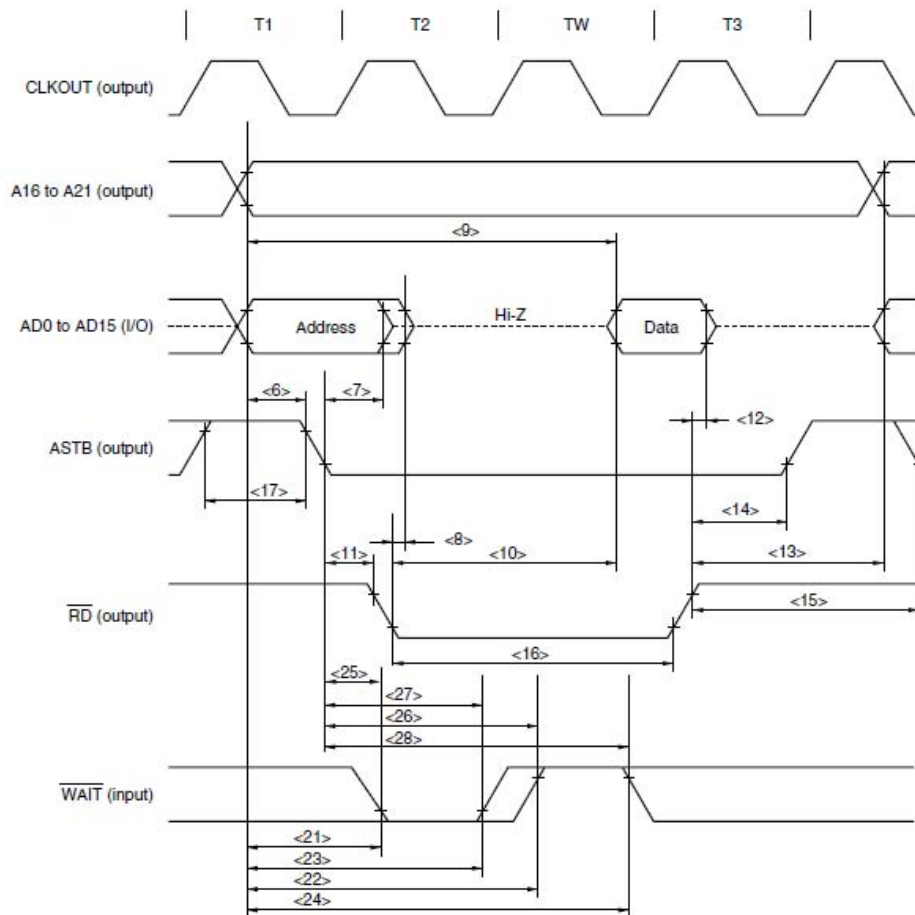 T1 T2 TW T3
CLKOUT (output)
A16 to A21 (output)
<9>
AD0 to AD15 (I/O)
Address
Hi-Z
Data
<6> <7>
<12>
ASTB (output)
<17>
<14>
<8>
<11> <10>
<13>
RD (output)
<15>
<16>
<25>
<27>
<26>
<28>
WAIT (input)
<21>
<23>
<22>
<24>